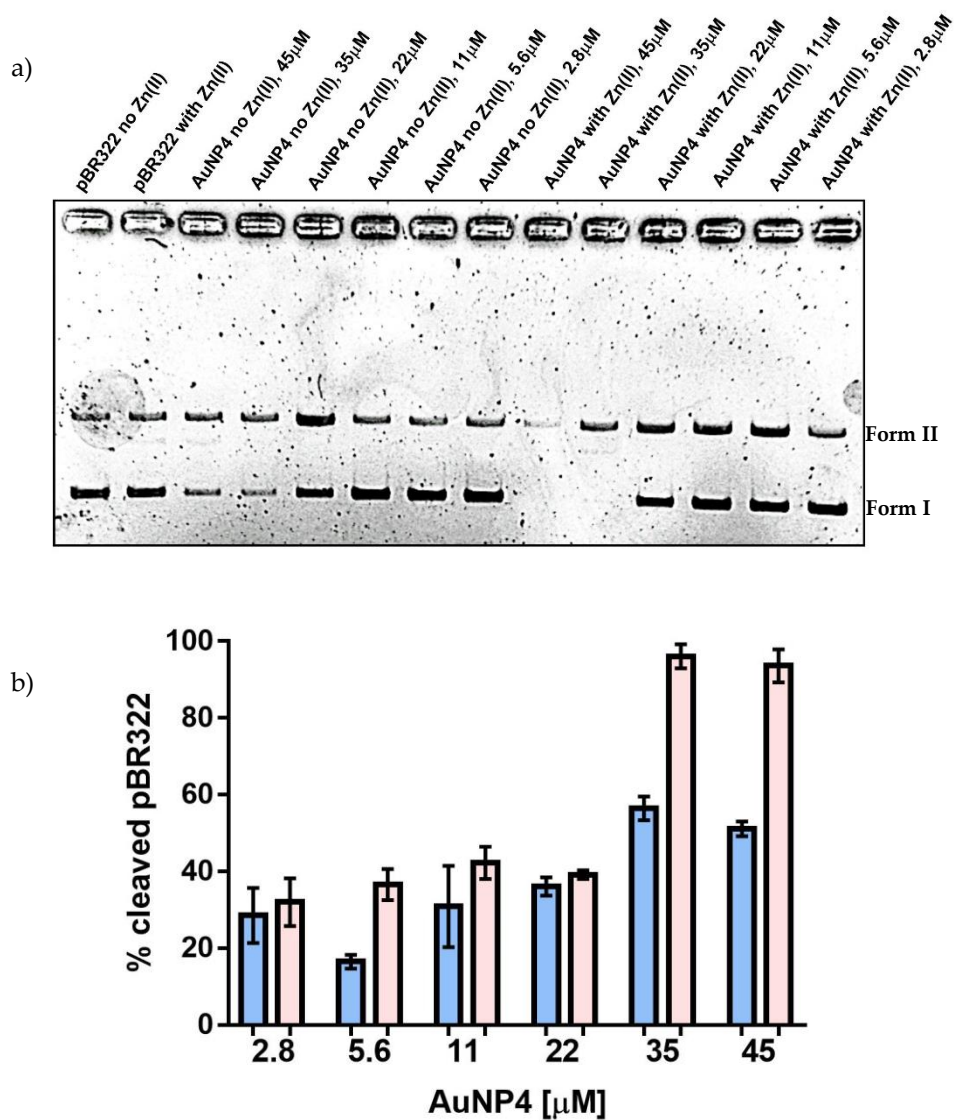 a)
pBR322 no Zn(II)
pBR322 with Zn(II)
AuNP4 no Zn(II), 45μM
AuNP4 no Zn(II), 35μM
AuNP4 no Zn(II), 22μM
AuNP4 no Zn(II), 11μM
AuNP4 no Zn(II), 5.6μM
AuNP4 no Zn(II), 2.8μM
AuNP4 with Zn(II), 45μM
AuNP4 with Zn(II), 35μM
AuNP4 with Zn(II), 22μM
AuNP4 with Zn(II), 11μM
AuNP4 with Zn(II), 5.6μM
AuNP4 with Zn(II), 2.8μM
Form II
Form I
b)
% cleaved pBR322
100
80
60
40
20
0
2.8 5.6 11 22 35 45
AuNP4 [μM]